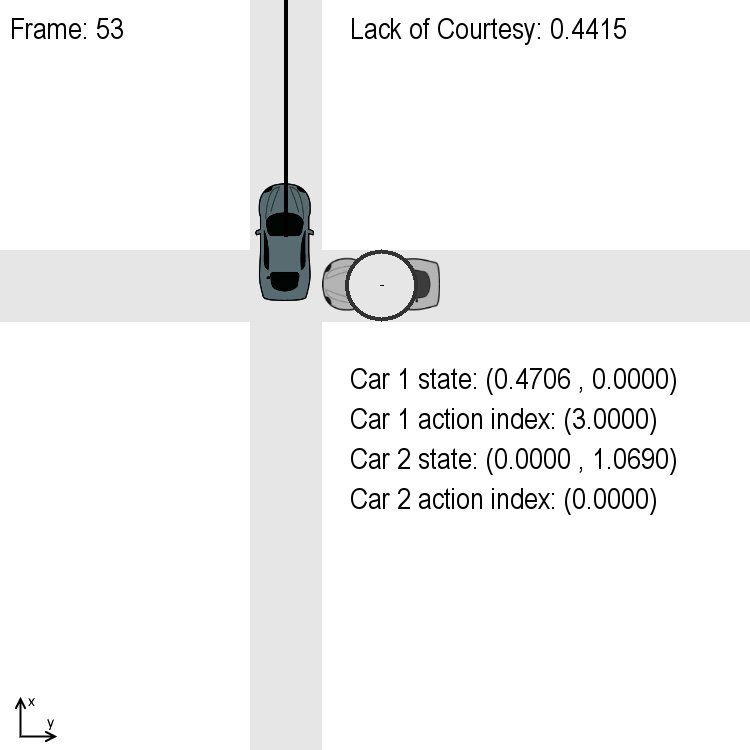 Frame: 53
Lack of Courtesy: 0.4415
Car 1 state: (0.4706 , 0.0000)
Car 1 action index: (3.0000)
Car 2 state: (0.0000 , 1.0690)
Car 2 action index: (0.0000)
x
y